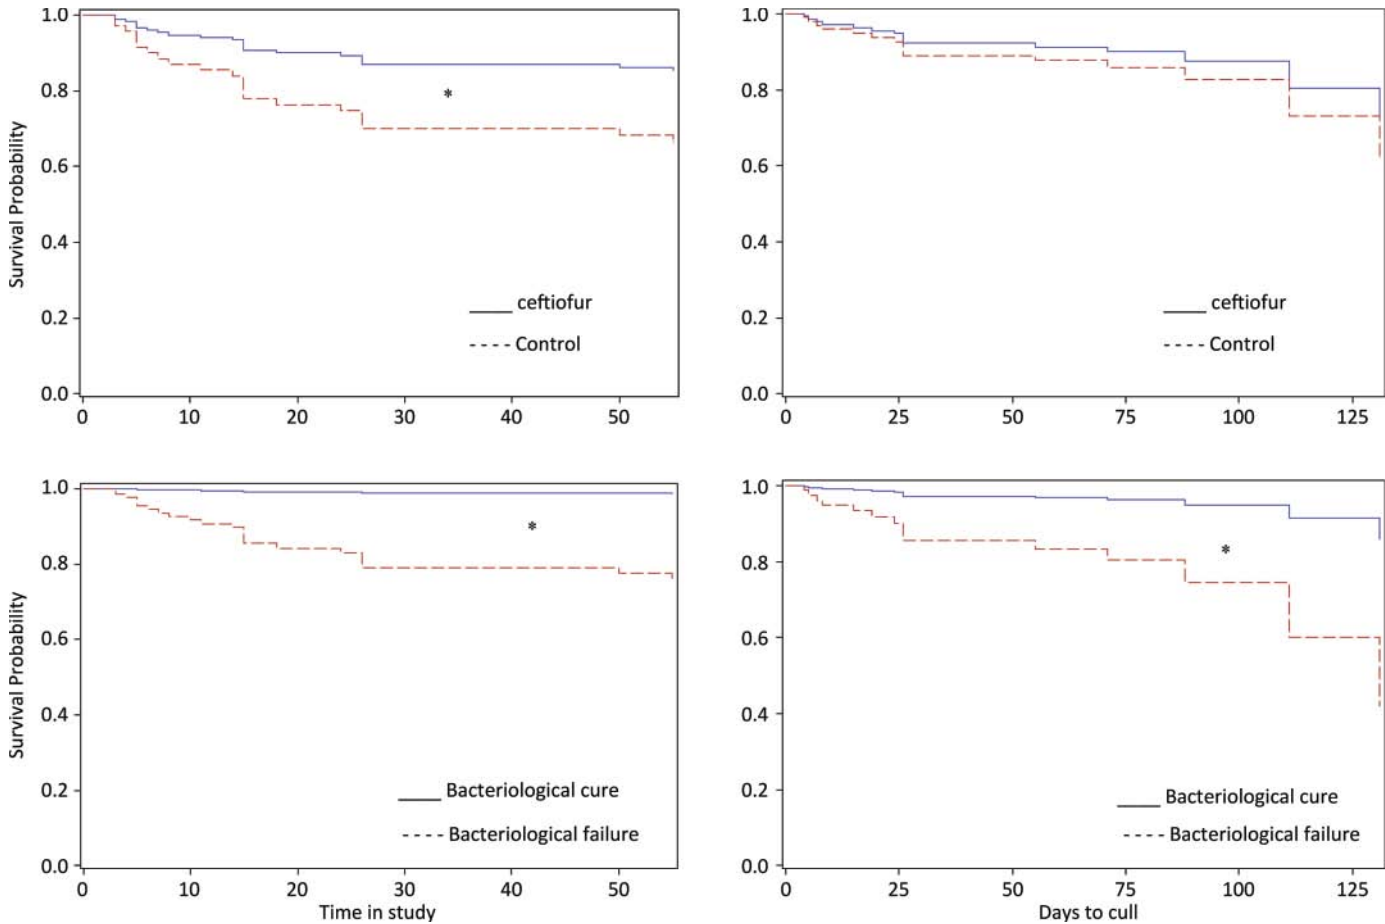 1.0
0.8
0.6
0.4
0.2
0.0
Survival Probability
*
ceftiofur
Control
0 10 20 30 40 50
1.0
0.8
0.6
0.4
0.2
0.0
ceftiofur
Control
0 25 50 75 100 125
1.0
0.8
0.6
0.4
0.2
0.0
Survival Probability
*
Bacteriological cure
Bacteriological failure
0 10 20 30 40 50
Time in study
1.0
0.8
0.6
0.4
0.2
0.0
*
Bacteriological cure
Bacteriological failure
0 25 50 75 100 125
Days to cull